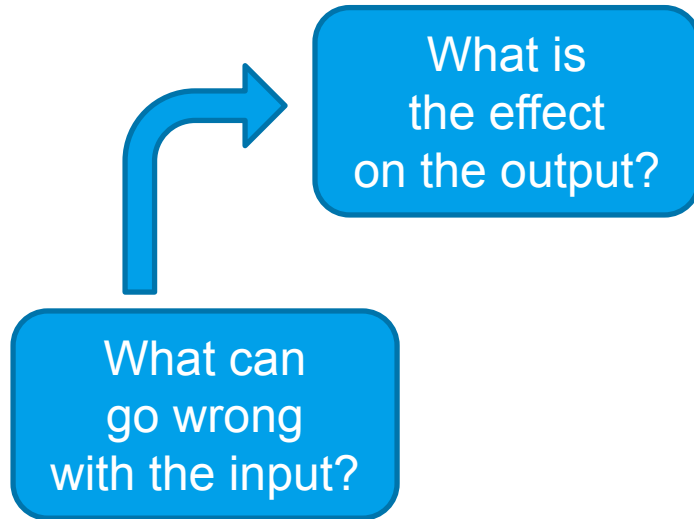 What is
the effect
on the output?
What can
go wrong
with the input?